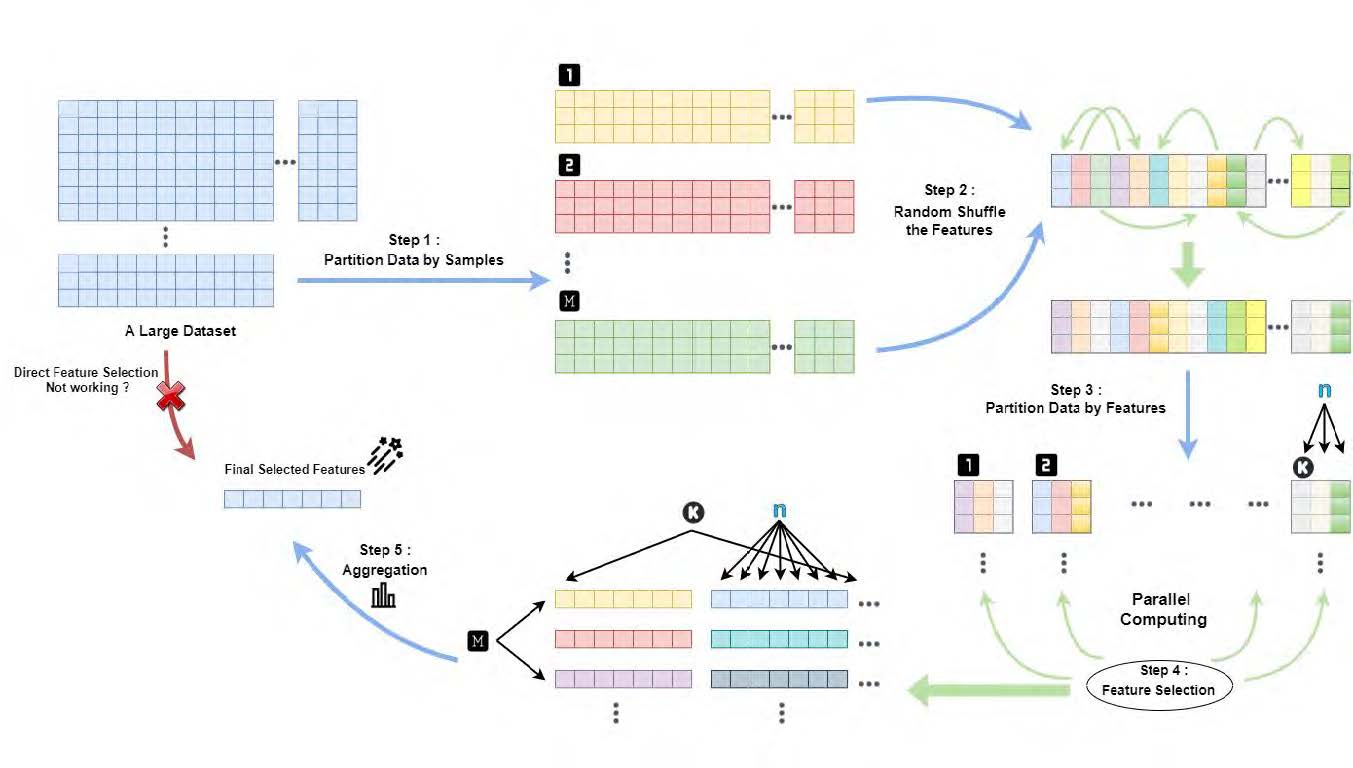 1
2
M
Step 1 :
Partition Data by Samples
A Large Dataset
Direct Feature Selection
Not working ?
Step 2 :
Random Shuffle
the Features
Step 3 :
Partition Data by Features
n
1
2
K
Final Selected Features
Step 5 :
Aggregation
K
n
M
Parallel
Computing
Step 4 :
Feature Selection